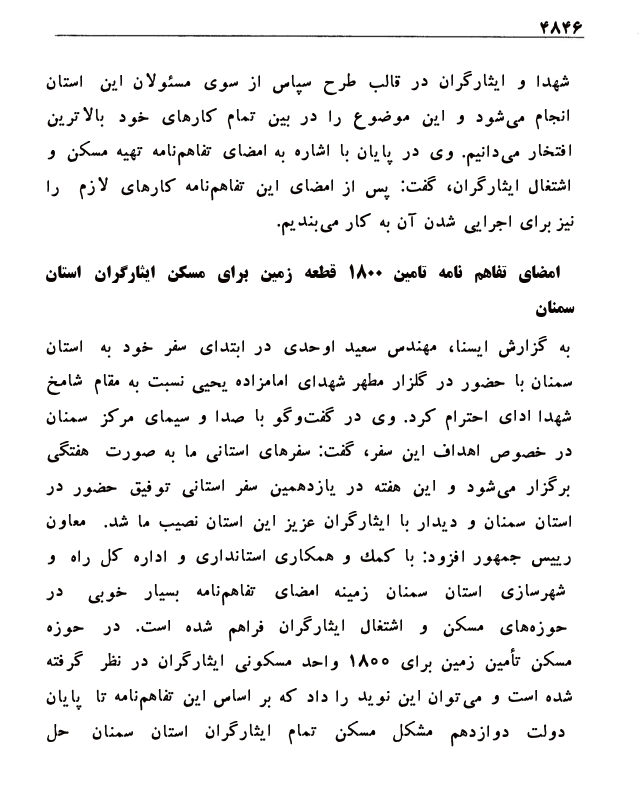 ۴۸۴۶
شهدا و ایثارگران در قالب طرح سپاس از سوی مسئولان این استان
انجام می‌شود و این موضوع را در بین تمام کارهای خود بالاترین
افتخار می‌دانیم. وی در پایان با اشاره به امضای تفاهم‌نامه تهیه مسکن و
اشتغال ایثارگران، گفت: پس از امضای این تفاهم‌نامه کارهای لازم را
نیز برای اجرایی شدن آن به کار می‌بندیم.
امضای تفاهم نامه تامین ۱۸۰۰ قطعه زمین برای مسکن ایثارگران استان
سمنان
به گزارش ایسنا، مهندس سعید اوحدی در ابتدای سفر خود به استان
سمنان با حضور در گلزار مطهر شهدای امامزاده یحیی نسبت به مقام شامخ
شهدا ادای احترام کرد. وی در گفت‌وگو با صدا و سیمای مرکز سمنان
در خصوص اهداف این سفر، گفت: سفرهای استانی ما به صورت هفتگی
برگزار می‌شود و این هفته در یازدهمین سفر استانی توفیق حضور در
استان سمنان و دیدار با ایثارگران عزیز این استان نصیب ما شد. معاون
رییس جمهور افزود: با کمك و همکاری استانداری و اداره کل راه و
شهرسازی استان سمنان زمینه امضای تفاهم‌نامه بسیار خوبی در
حوزه‌های مسکن و اشتغال ایثارگران فراهم شده است. در حوزه
مسکن تأمین زمین برای ۱۸۰۰ واحد مسکونی ایثارگران در نظر گرفته
شده است و می‌توان این نوید را داد که بر اساس این تفاهم‌نامه تا پایان
دولت دوازدهم مشکل مسکن تمام ایثارگران استان سمنان حل